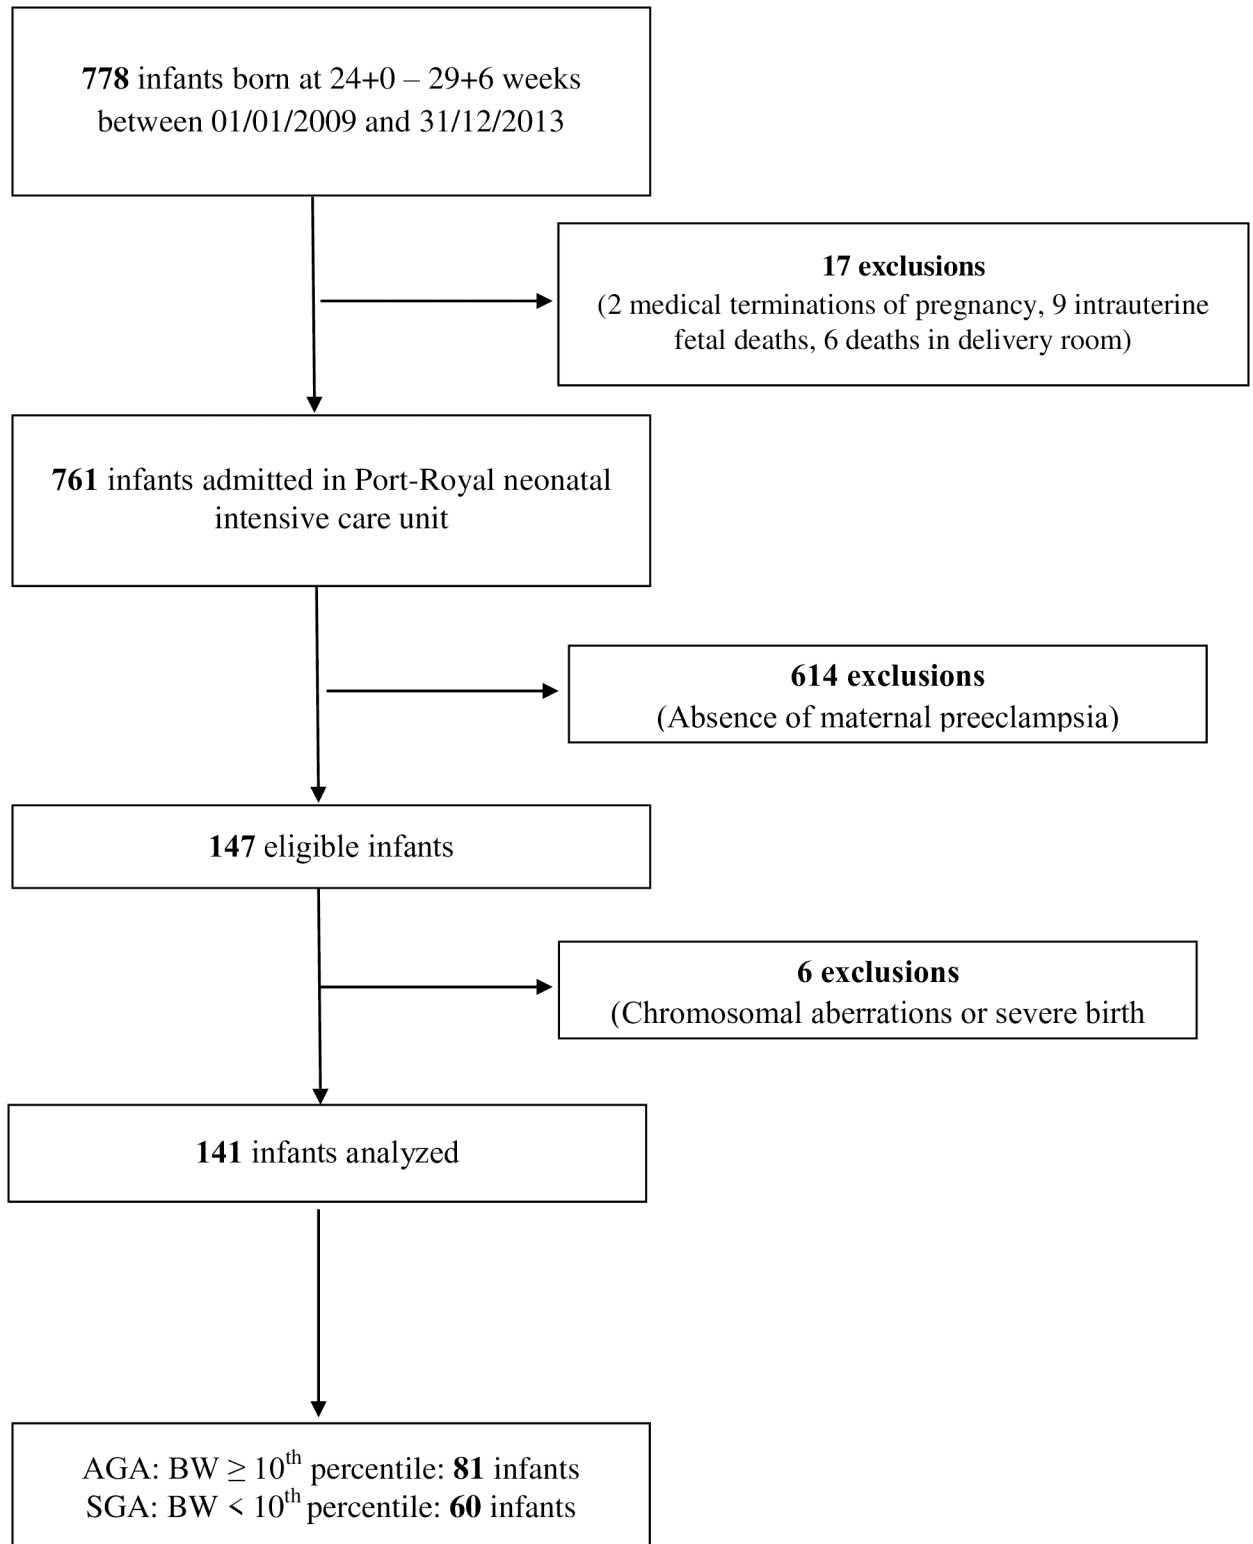 778 infants born at 24+0 – 29+6 weeks
between 01/01/2009 and 31/12/2013
17 exclusions
(2 medical terminations of pregnancy, 9 intrauterine
fetal deaths, 6 deaths in delivery room)
761 infants admitted in Port-Royal neonatal
intensive care unit
614 exclusions
(Absence of maternal preeclampsia)
147 eligible infants
6 exclusions
(Chromosomal aberrations or severe birth
141 infants analyzed
AGA: BW ≥ 10th percentile: 81 infants
SGA: BW < 10th percentile: 60 infants